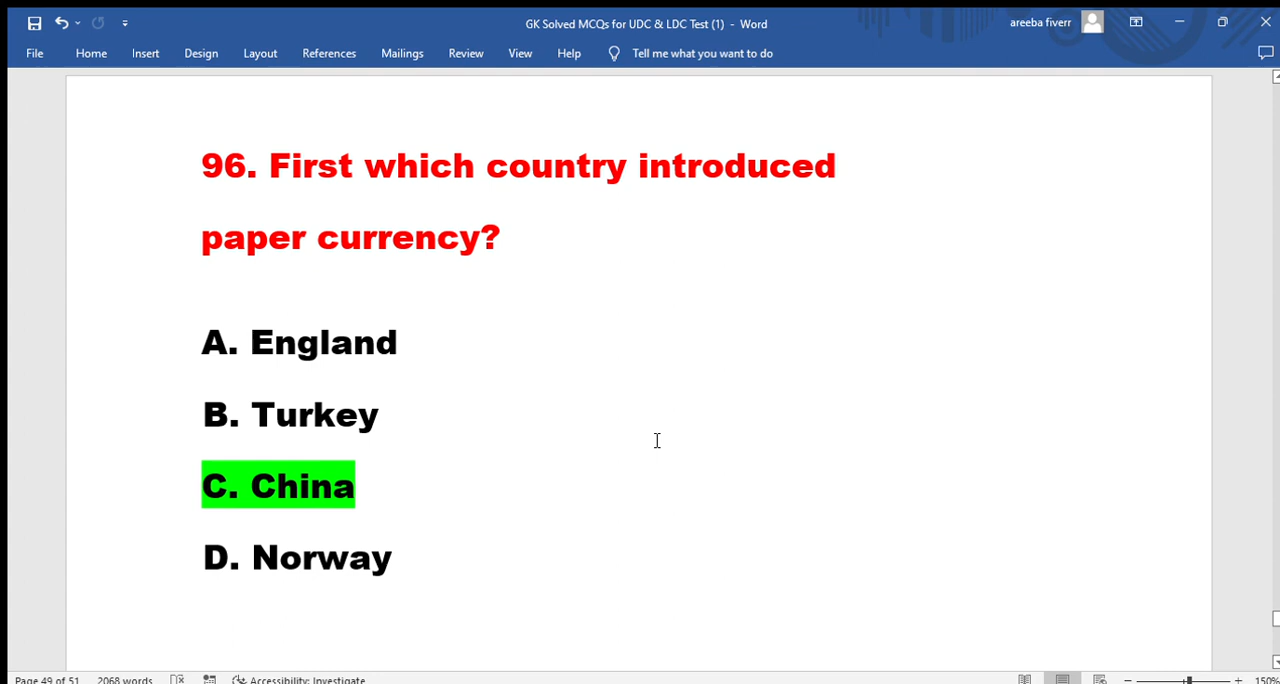 GK Solved MCQs for UDC & LDC Test (1) - Word
areeba fiverr
File Home Insert Design Layout References Mailings Review View Help Tell me what you want to do
96. First which country introduced
paper currency?
A. England
B. Turkey
C. China
D. Norway
Page 49 of 51 2068 words Accessibility: Investigate 150%